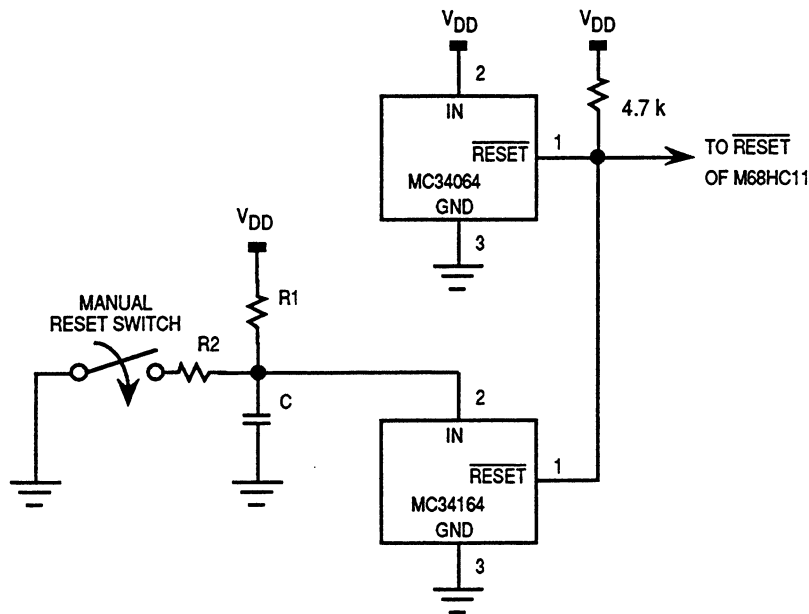 VDD
VDD
2
IN
4.7 k
RESET
1
TO RESET
OF M68HC11
MC34064
GND
3
VDD
R1
MANUAL
RESET SWITCH
R2
C
2
IN
RESET
1
MC34164
GND
3